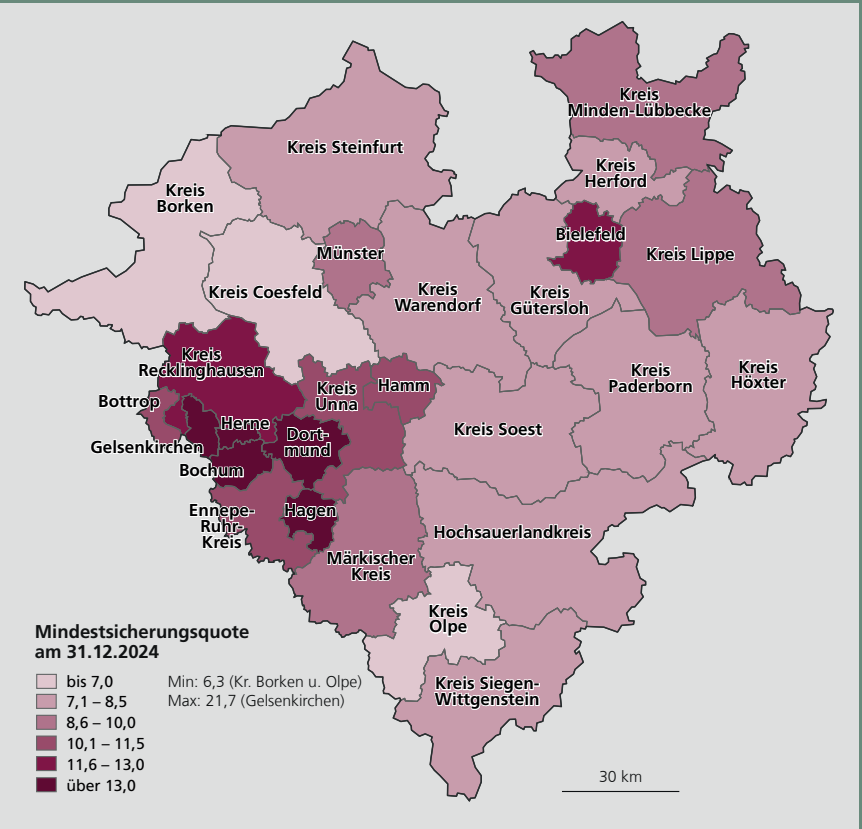 Kreis
Minden-Lübbecke
Kreis Steinfurt
Kreis
Herford
Kreis
Borken
Bielefeld
Münster
Kreis Lippe
Kreis Coesfeld
Kreis
Warendorf
Kreis
Gütersloh
Kreis
Recklinghausen
Kreis
Paderborn
Kreis
Höxter
Kreis
Unna
Hamm
Bottrop
Herne
Dort-
mund
Kreis Soest
Gelsenkirchen
Bochum
Ennepe-
Ruhr-
Kreis
Hagen
Hochsauerlandkreis
Märkischer
Kreis
Kreis
Olpe
Kreis Siegen-
Wittgenstein
Mindestsicherungsquote
am 31.12.2024
bis 7,0
7,1 – 8,5
8,6 – 10,0
10,1 – 11,5
11,6 – 13,0
über 13,0
Min: 6,3 (Kr. Borken u. Olpe)
Max: 21,7 (Gelsenkirchen)
30 km